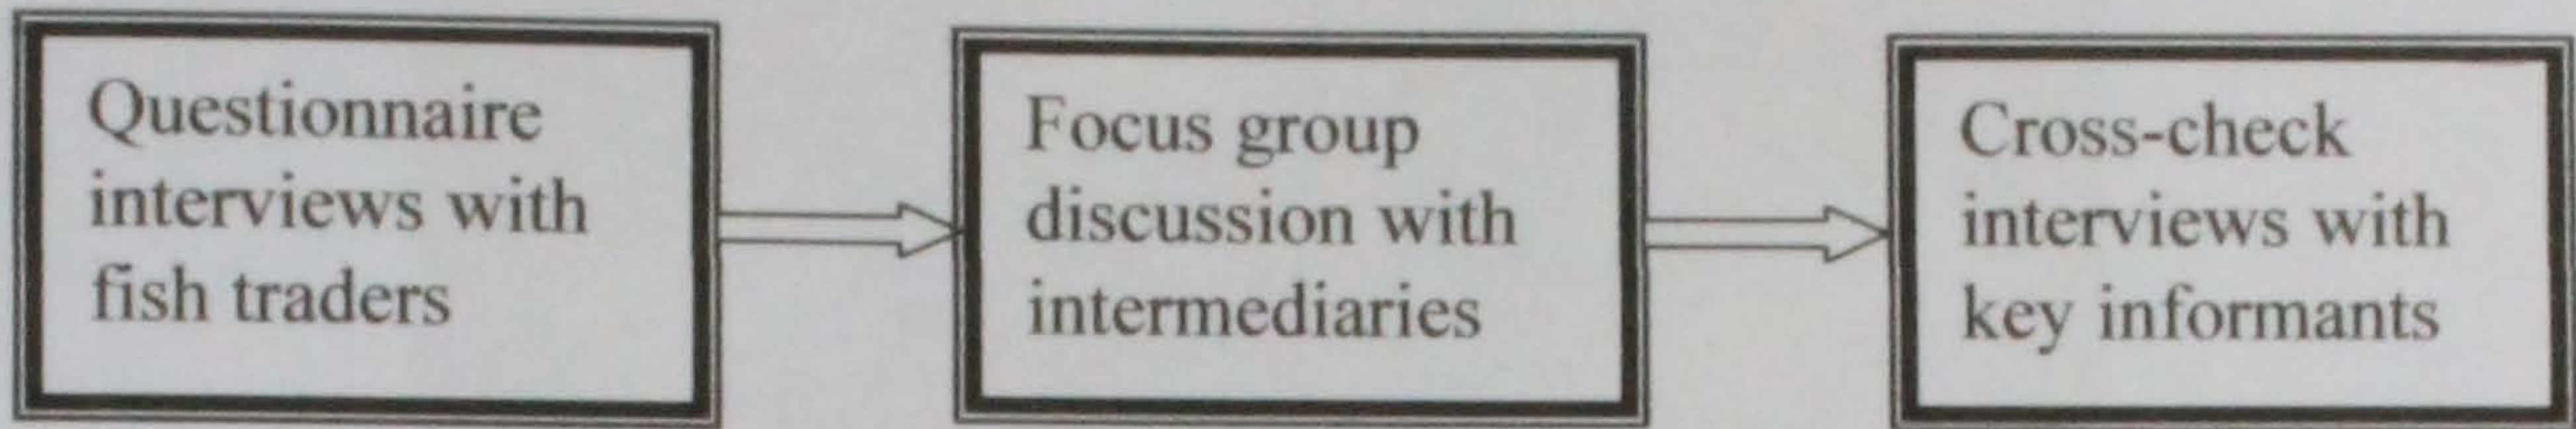 Questionnaire
interviews with
fish traders
Focus group
discussion with
intermediaries
Cross-check
interviews with
key informants